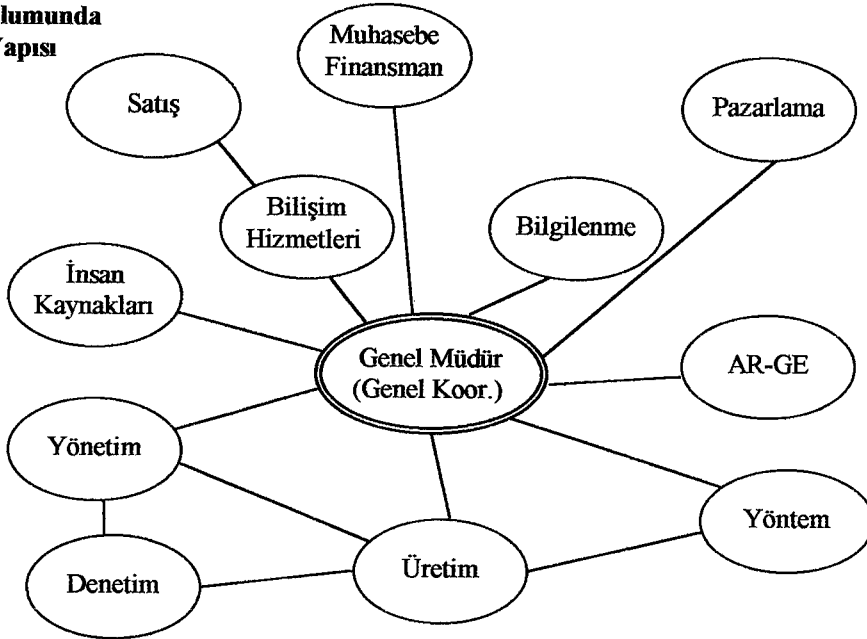 lumunda
Yapısı
Muhasebe
Finansman
Satış
Pazarlama
Bilişim
Hizmetleri
Bilgilenme
İnsan
Kaynakları
Genel Müdür
(Genel Koor.)
AR-GE
Yönetim
Yöntem
Denetim
Üretim